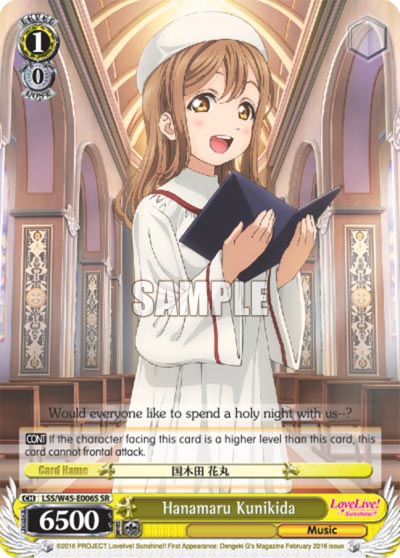 LEVEL
1
0
COST
SAMPLE
Would everyone like to spend a holy night with us~?
CONT If the character facing this card is a higher level than this card, this
card cannot frontal attack.
Card Name 国木田 花丸
CH LSS/W45-E006S SR
6500
Hanamaru Kunikida
LoveLive!
Sunshine!!
Music
©2016 PROJECT Lovelive! Sunshine!! First Appearance: Dengeki G's Magazine February 2016 issue